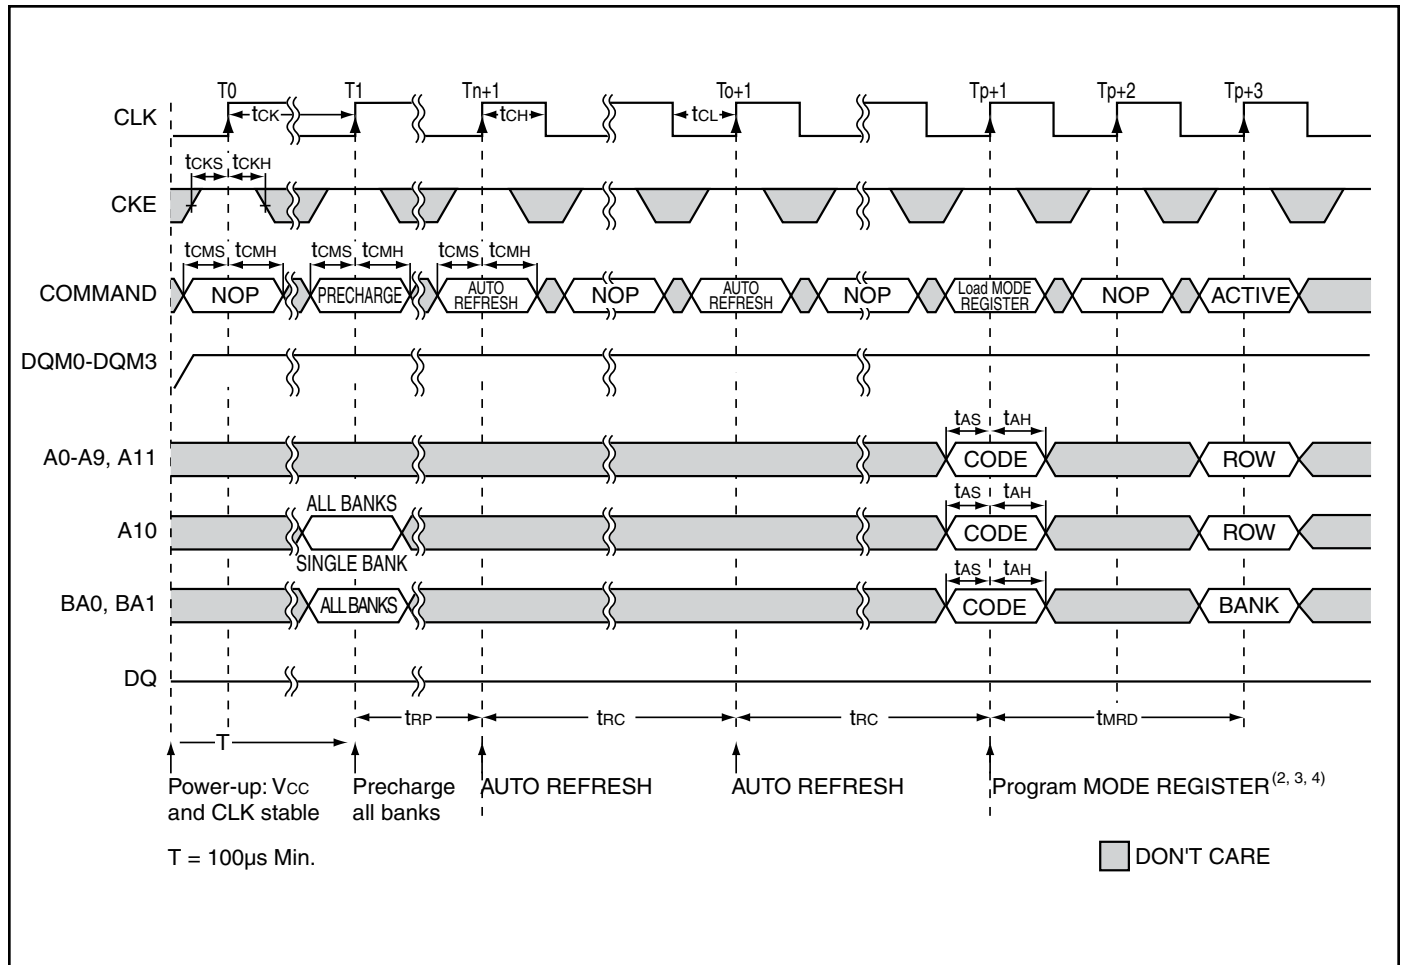 T0 T1 Tn+1 To+1 Tp+1 Tp+2 Tp+3
CLK tCK tCH tCL
tCKS tCKH
CKE
tCMS tCMH tCMS tCMH tCMS tCMH
COMMAND NOP PRECHARGE AUTO REFRESH NOP AUTO REFRESH NOP Load MODE REGISTER NOP ACTIVE
DQM0-DQM3
tAS tAH
A0-A9, A11 CODE ROW
ALL BANKS tAS tAH
A10 CODE ROW
SINGLE BANK tAS tAH
BA0, BA1 ALL BANKS CODE BANK
DQ
tRP tRC tRC tMRD
T
Power-up: VCC Precharge AUTO REFRESH AUTO REFRESH Program MODE REGISTER (2, 3, 4)
and CLK stable all banks
T = 100µs Min. DON'T CARE